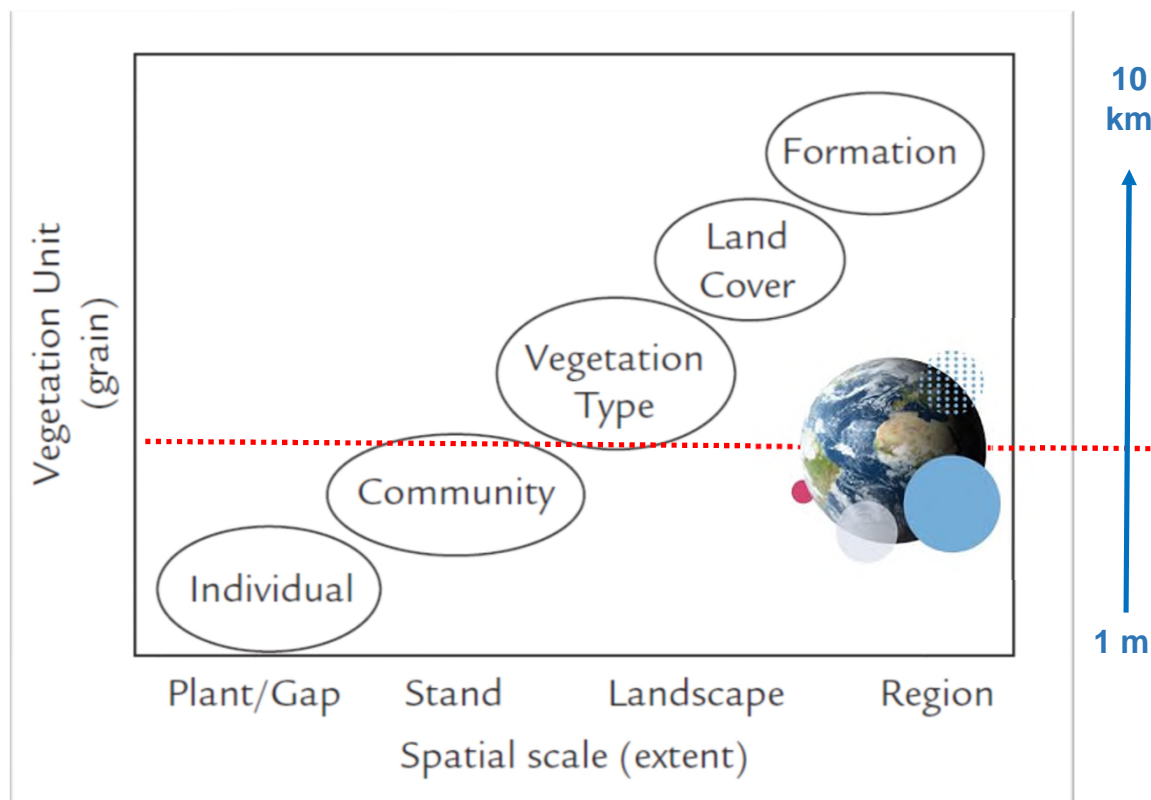 10
km
Formation
Land
Cover
Vegetation Unit
(grain)
Vegetation
Type
Community
Individual
1 m
Plant/Gap
Stand
Landscape
Region
Spatial scale (extent)